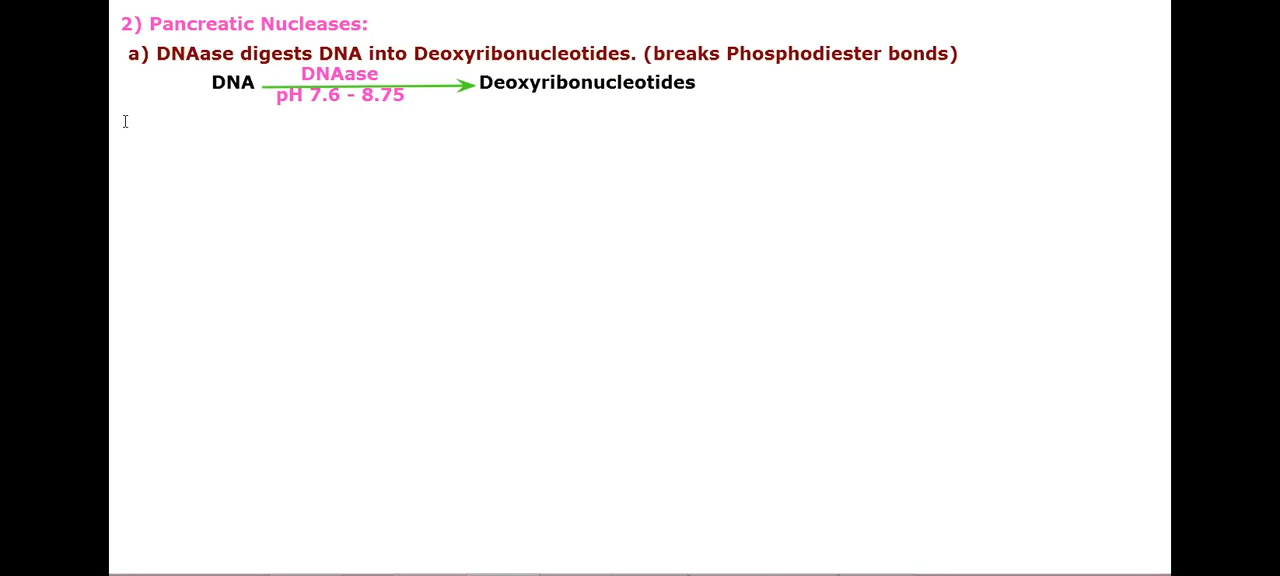 2) Pancreatic Nucleases:
a) DNAase digests DNA into Deoxyribonucleotides. (breaks Phosphodiester bonds)
DNAase
DNA Deoxyribonucleotides
pH 7.6 - 8.75